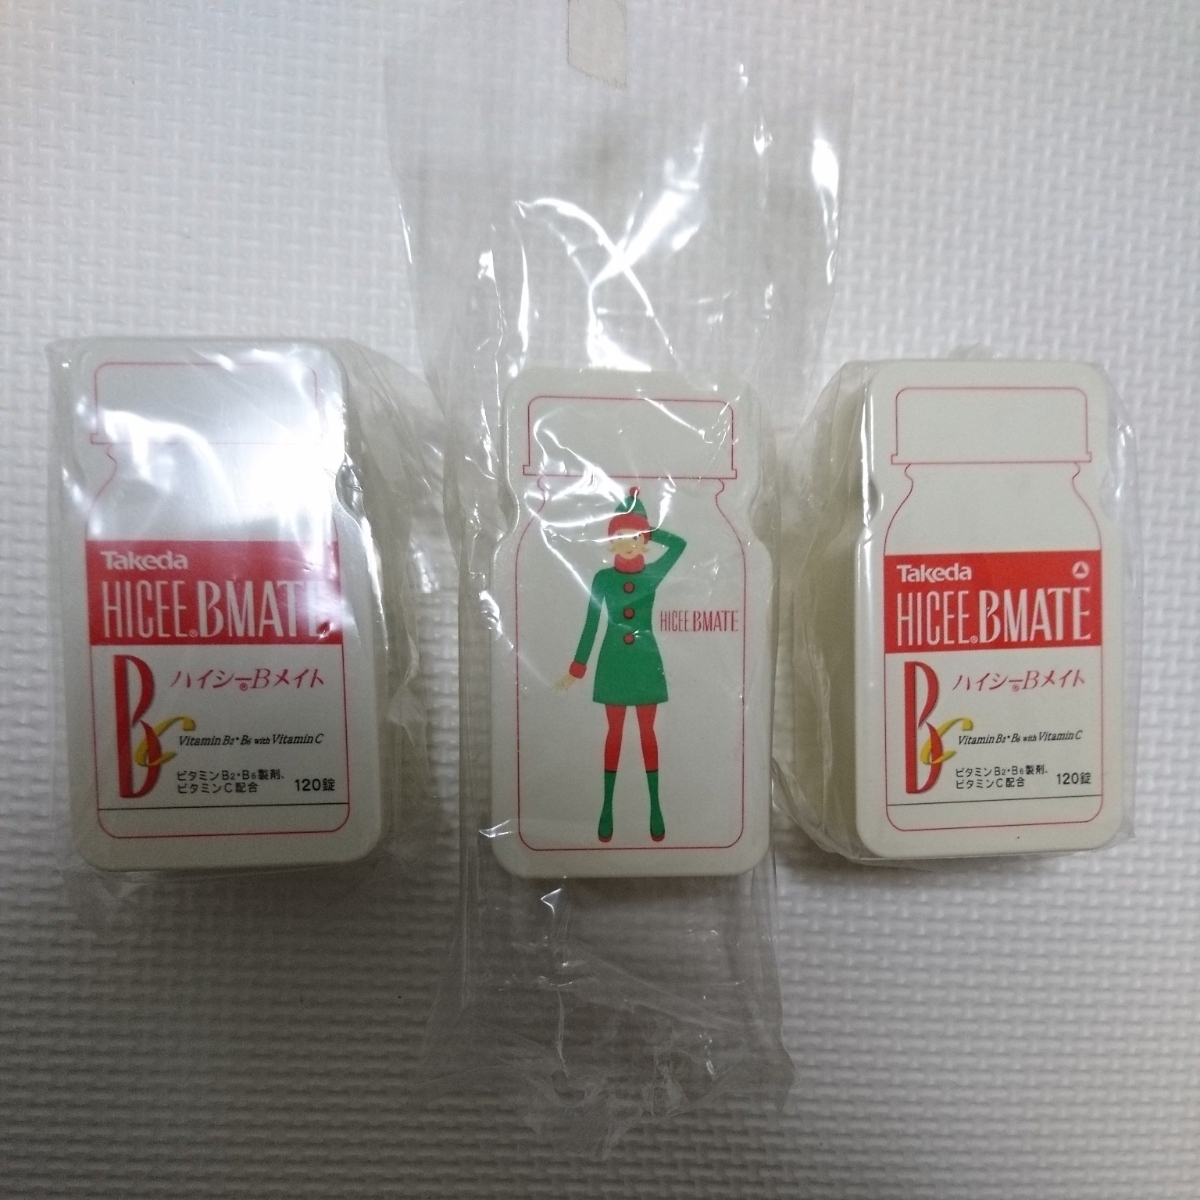 Takeda
HICEE® BMATE
BC
ハイシー®Bメイト
Vitamin B2・B6 with Vitamin C
ビタミンB2・B6製剤、
ビタミンC配合
120錠
HICEE BMATE
Takeda
HICEE® BMATE
BC
ハイシー®Bメイト
Vitamin B2・B6 with Vitamin C
ビタミンB2・B6製剤、
ビタミンC配合
120錠